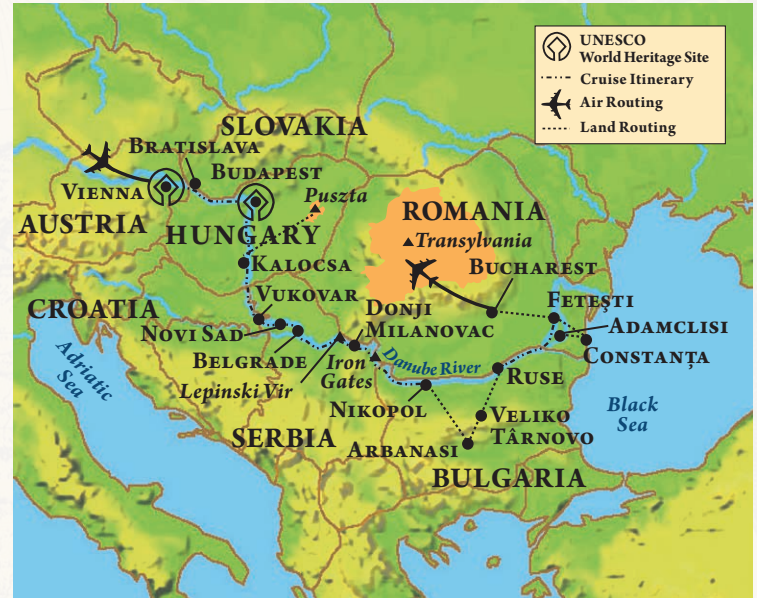 UNESCO
World Heritage Site
Cruise Itinerary
Air Routing
Land Routing
SLOVAKIA
BRATISLAVA
BUDAPEST
VIENNA
Puszta
AUSTRIA
HUNGARY
ROMANIA
Transylvania
KALOCSA
BUCHAREST
VUKOVAR
CROATIA
DONJI
MILANOVAC
FETEŞTI
NOVI SAD
ADAMCLISI
BELGRADE
Iron
Gates
Danube River
CONSTANȚA
Lepinski Vir
RUSE
Adriatic
Sea
NIKOPOL
Black
Sea
SERBIA
VELIKO
TÂRNOVO
ARBANASI
BULGARIA